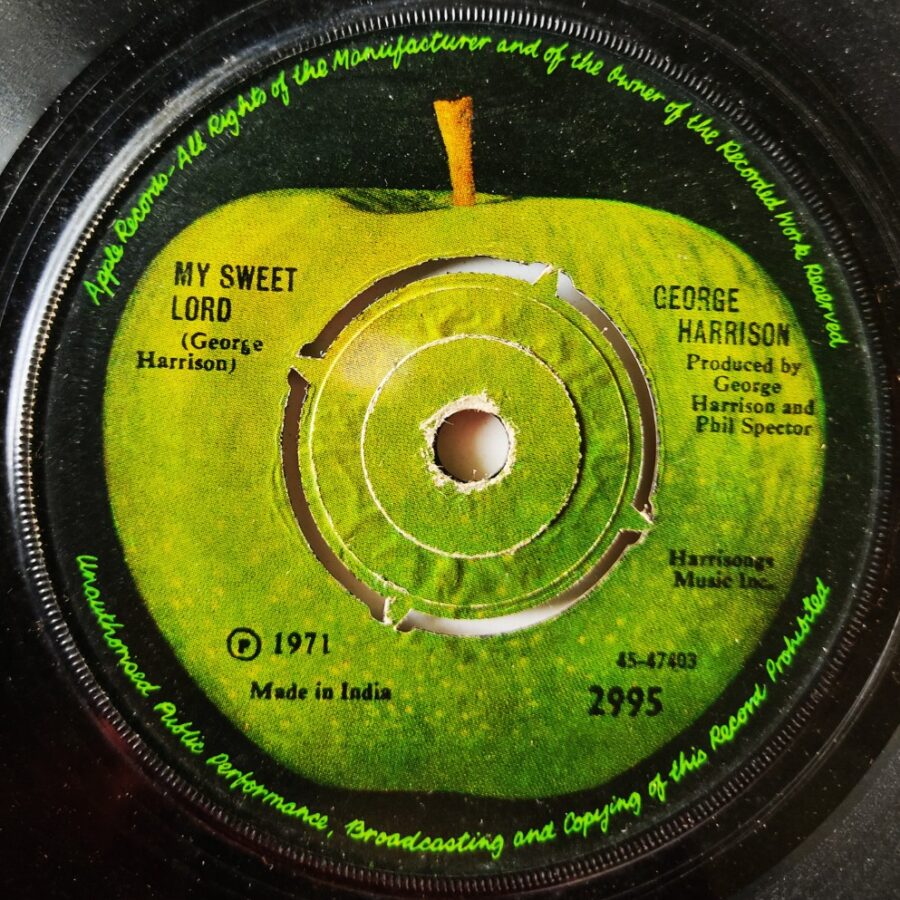 Apple Records - All Rights of the Manufacturer and of the Owner of the Recorded Work Reserved
MY SWEET
LORD
(George
Harrison)
GEORGE
HARRISON
Produced by
George
Harrison and
Phil Spector
Harrisongs
Music Inc.
℗ 1971
Made in India
45-47403
2995
Unauthorised Public Performance, Broadcasting and Copying of this Record Prohibited